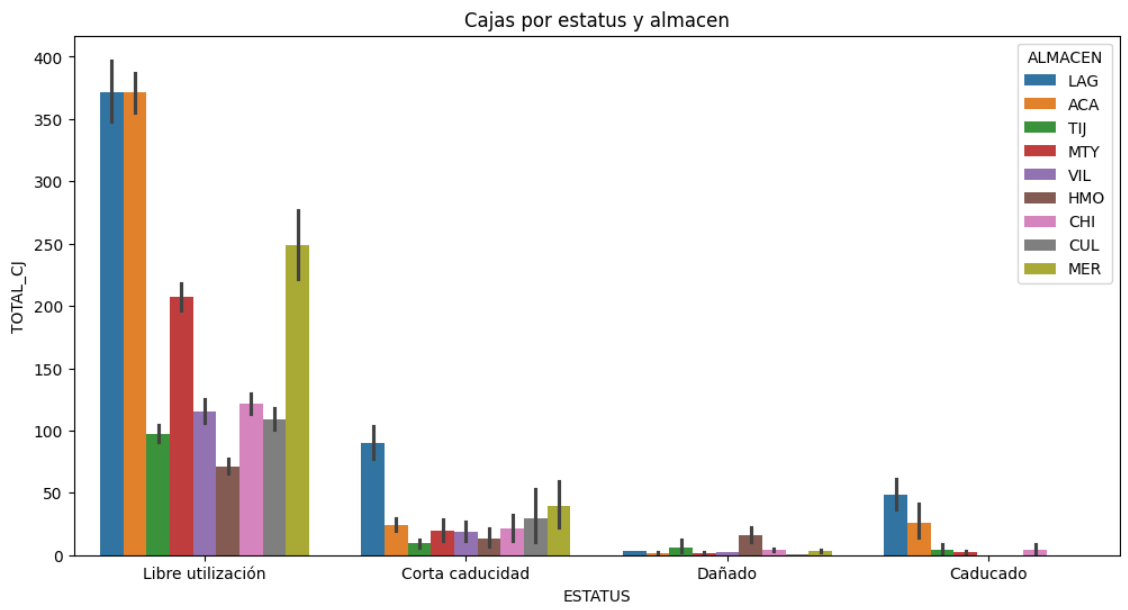 Cajas por estatus y almacen
TOTAL_CJ
400
350
300
250
200
150
100
50
0
Libre utilización
Corta caducidad
Dañado
Caducado
ESTATUS
ALMACEN
LAG
ACA
TIJ
MTY
VIL
HMO
CHI
CUL
MER